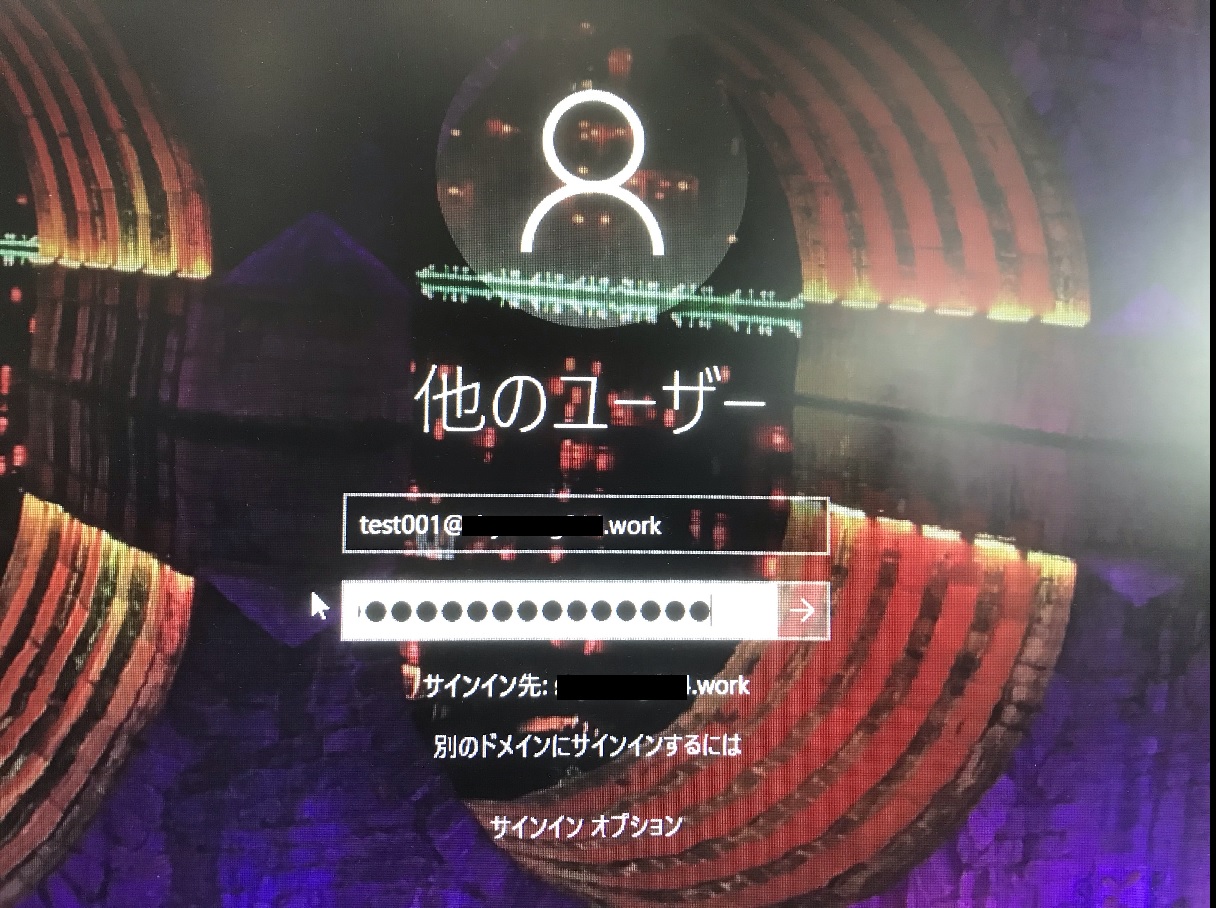 他のユーザー
test001@ .work
サインイン先: .work
別のドメインにサインインするには
サインイン オプション